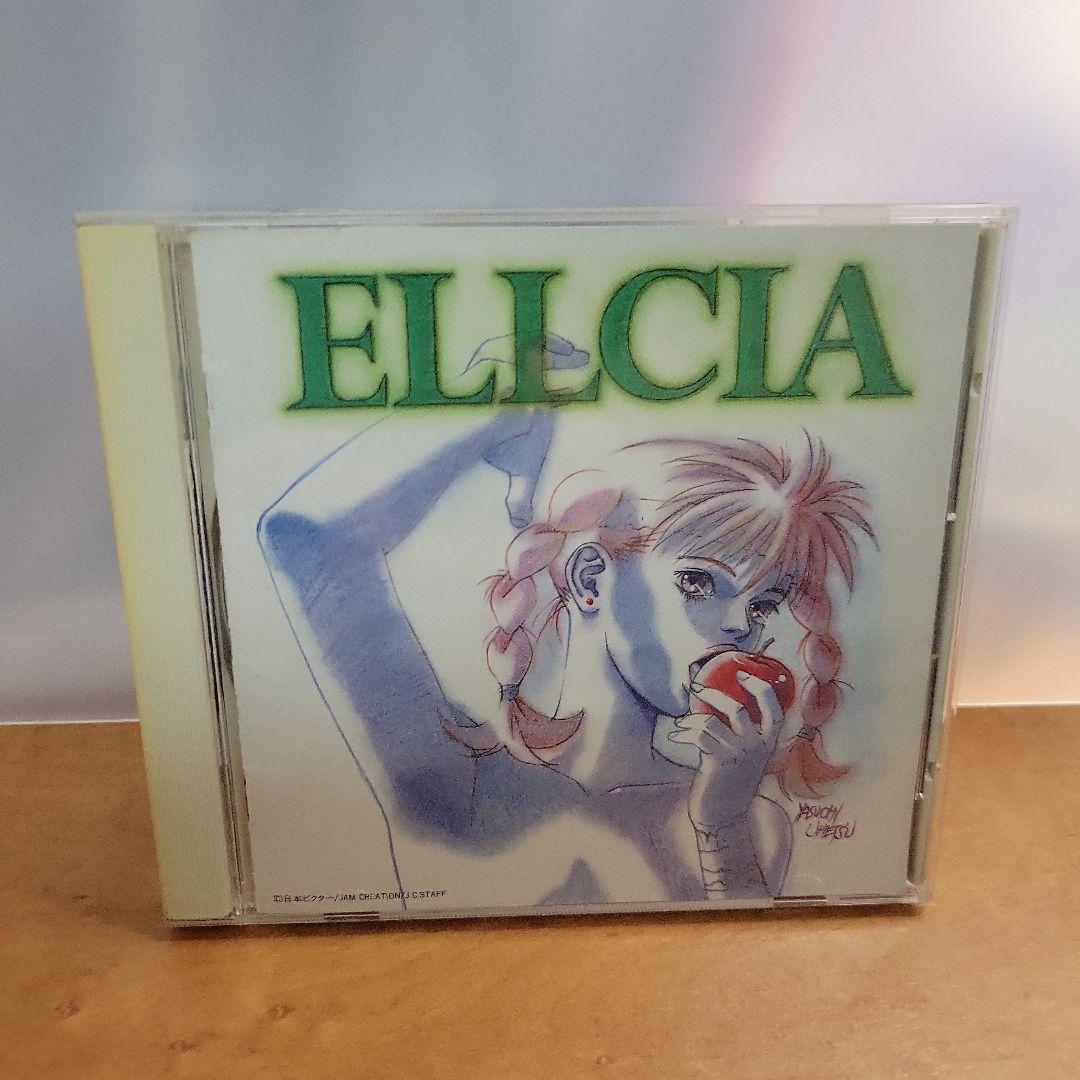 ELLCIA
YASUOMI
UMETSU
©日本ビクター/JAM CREATION/J.C.STAFF